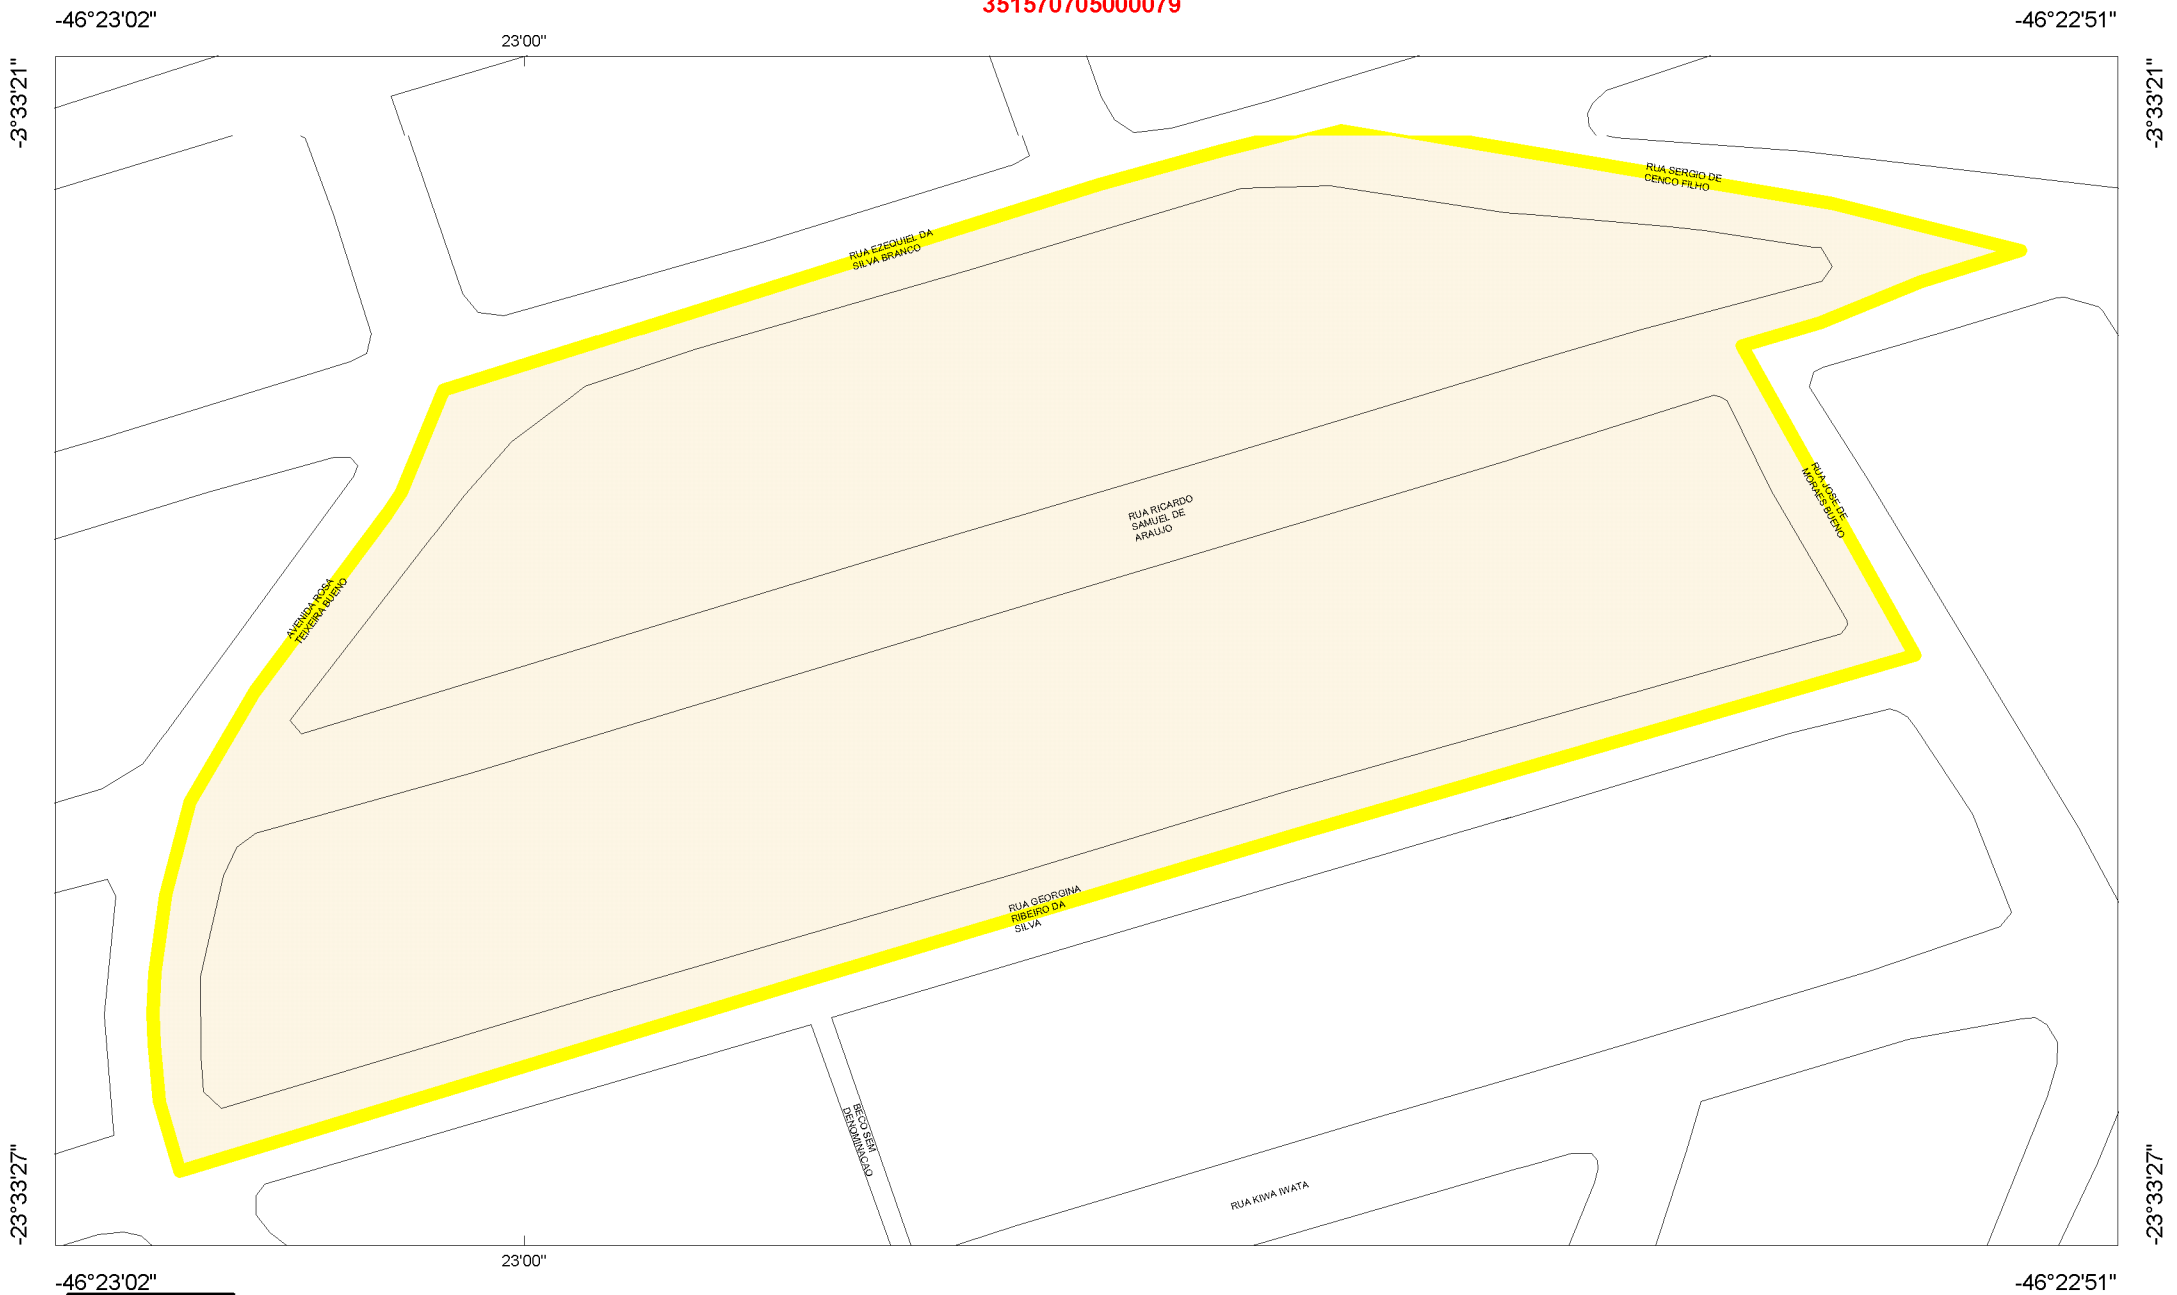 351570705000079
-46°23'02"
-46°22'51"
23'00"
-3°33'21"
-3°33'21"
RUA SERGIO DE
CENCO FILHO
RUA EZEQUIEL DA
SILVA BRANCO
RUA JOSE DE
MORAES BUENO
RUA RICARDO
SAMUEL DE
ARAUJO
AVENIDA ROSA
TEIXEIRA BUENO
RUA GEORGINA
RIBEIRO DA
SILVA
BECO SEM
DENOMINACAO
RUA KIWA IWATA
-23°33'27"
-23°33'27"
23'00"
-46°23'02"
-46°22'51"